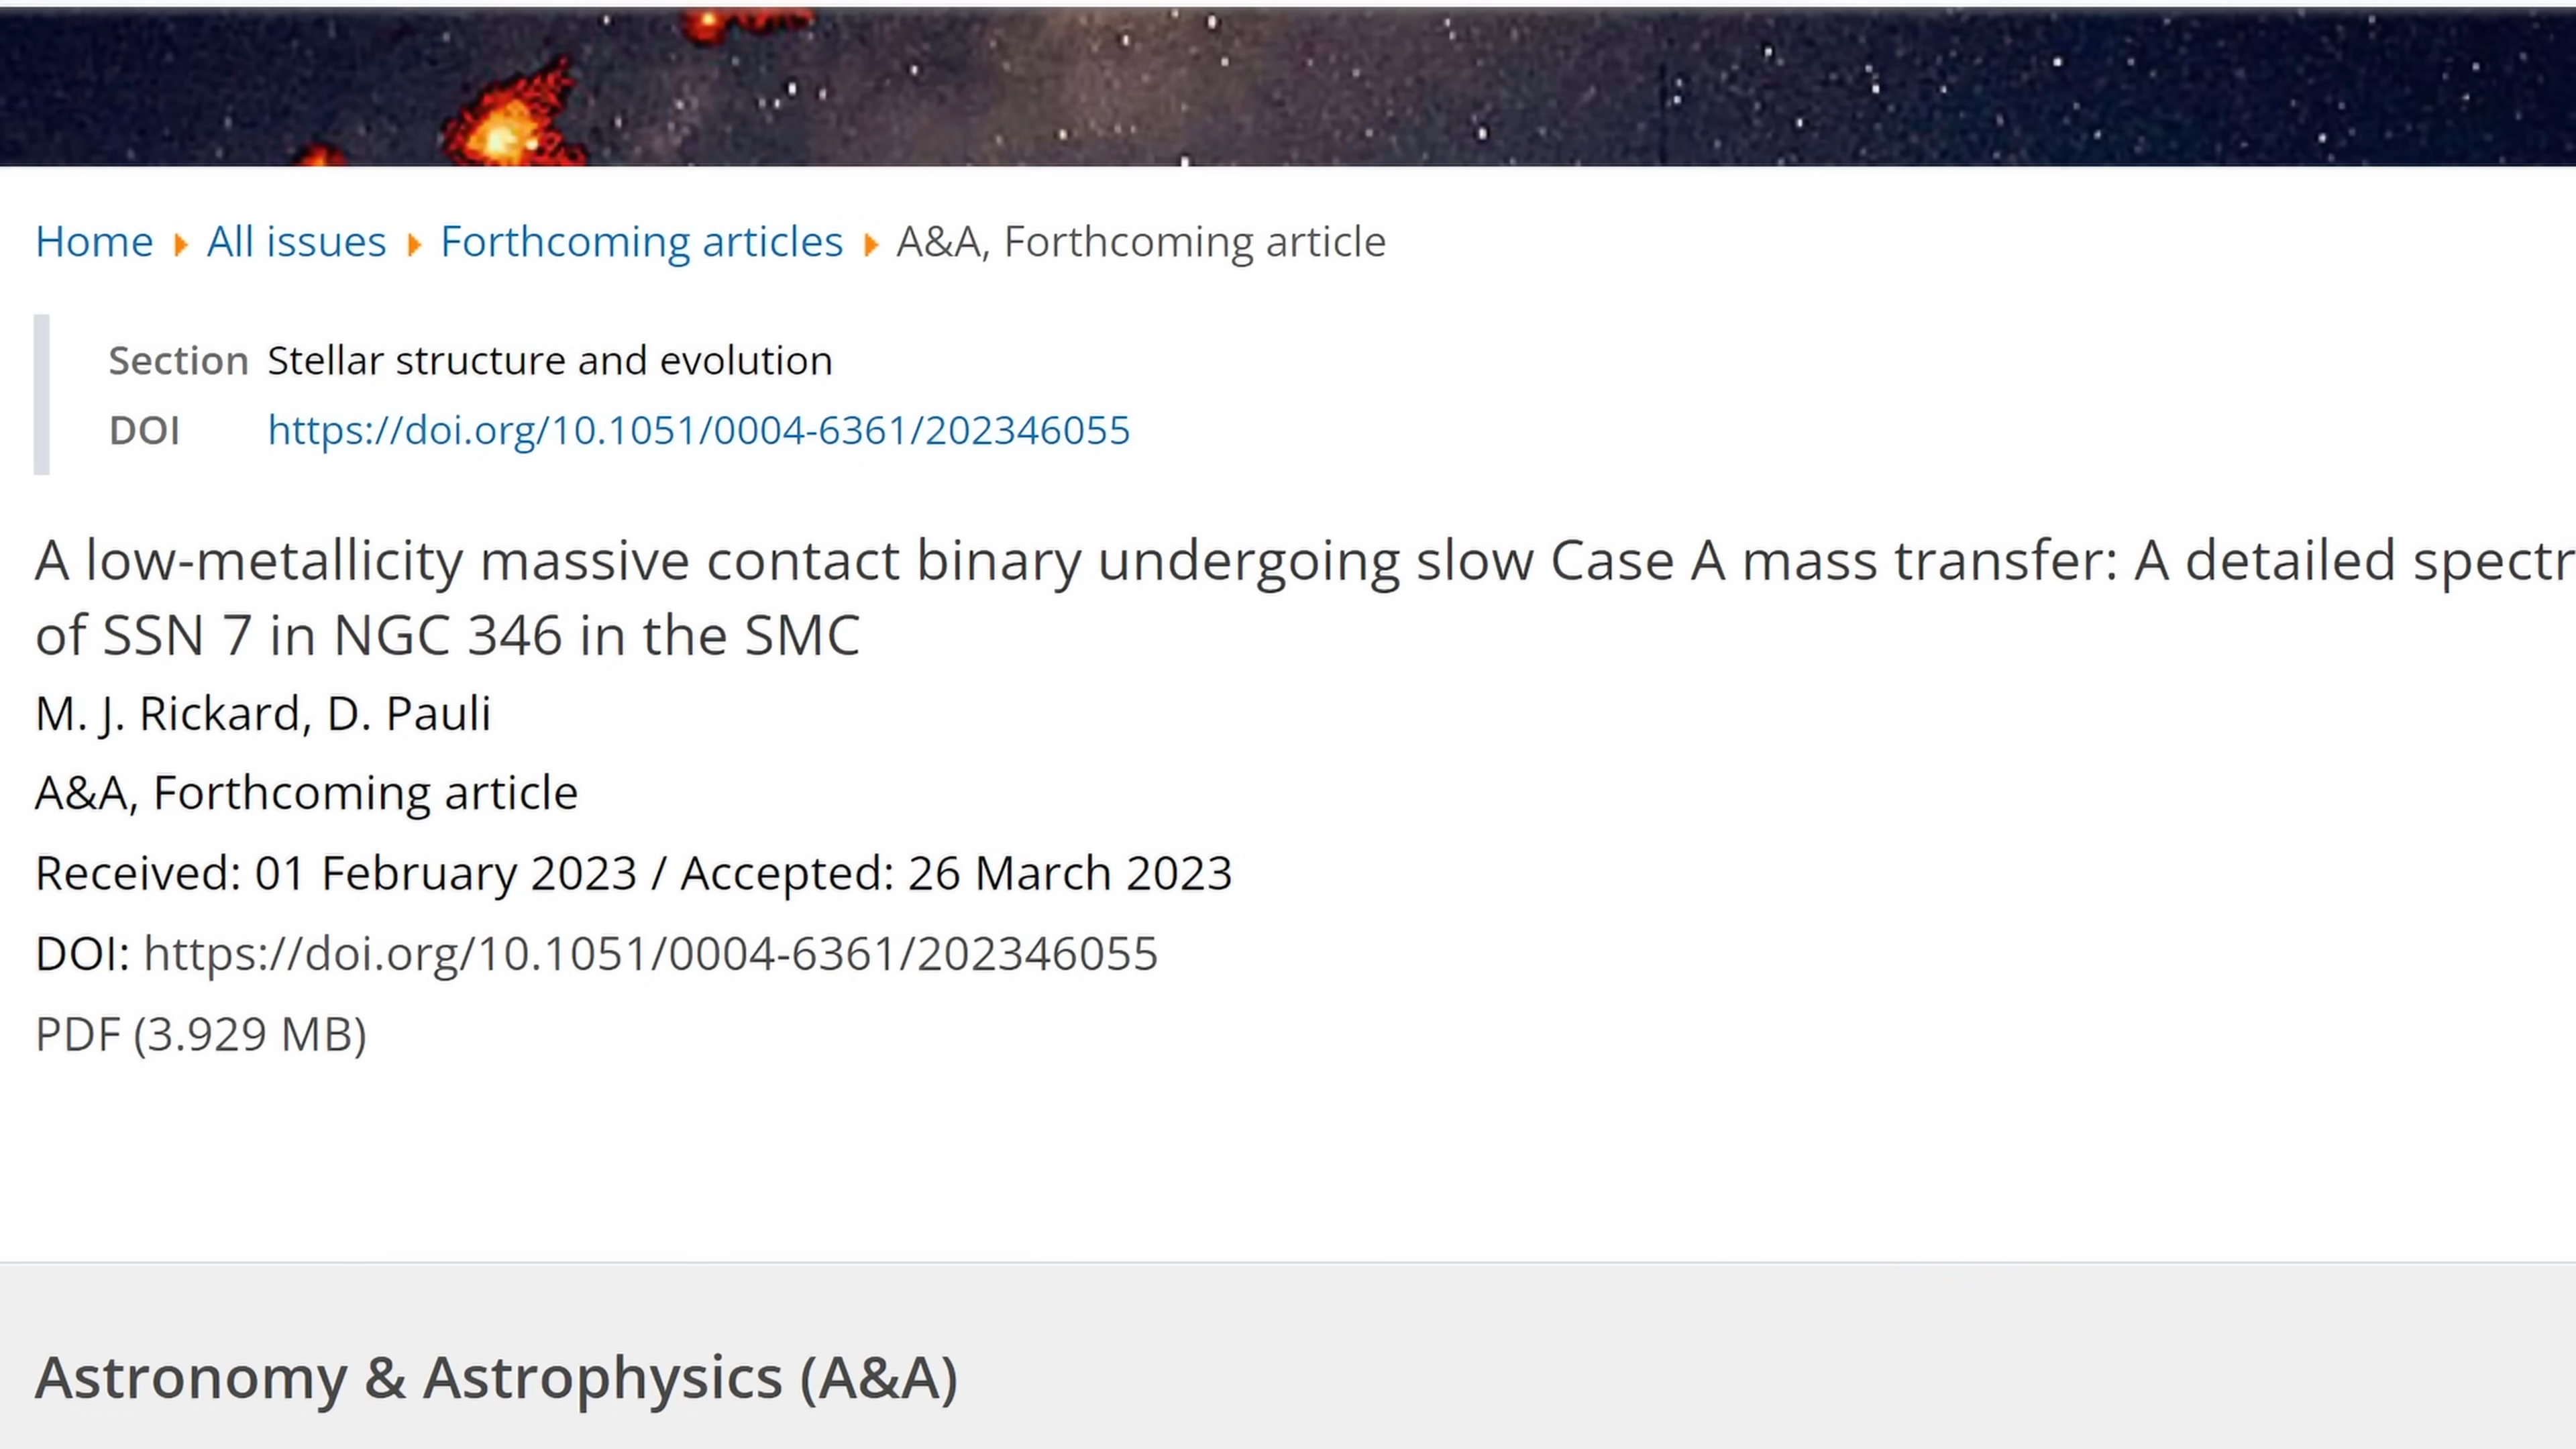 Home All issues Forthcoming articles A&A, Forthcoming article
Section Stellar structure and evolution
DOI https://doi.org/10.1051/0004-6361/202346055
A low-metallicity massive contact binary undergoing slow Case A mass transfer: A detailed
of SSN 7 in NGC 346 in the SMC
M. J. Rickard, D. Pauli
A&A, Forthcoming article
Received: 01 February 2023 / Accepted: 26 March 2023
DOI: https://doi.org/10.1051/0004-6361/202346055
PDF (3.929 MB)
Astronomy & Astrophysics (A&A)